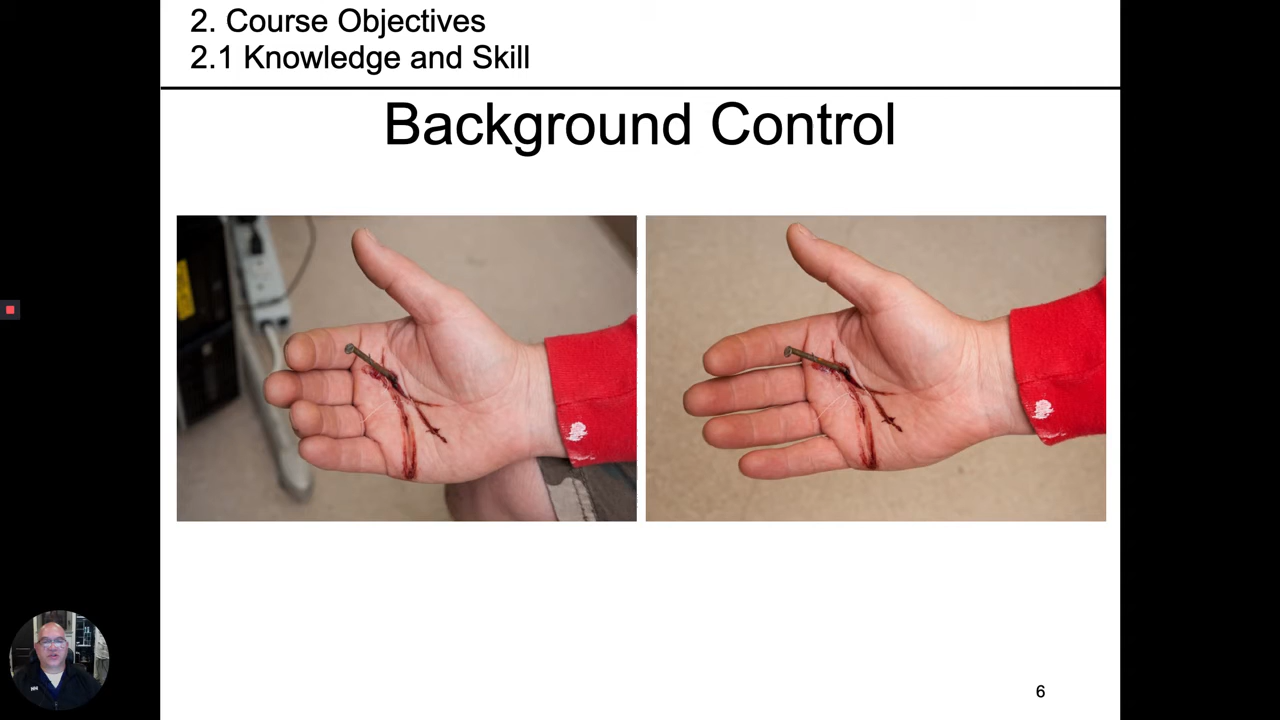 2. Course Objectives
2.1 Knowledge and Skill
Background Control
6